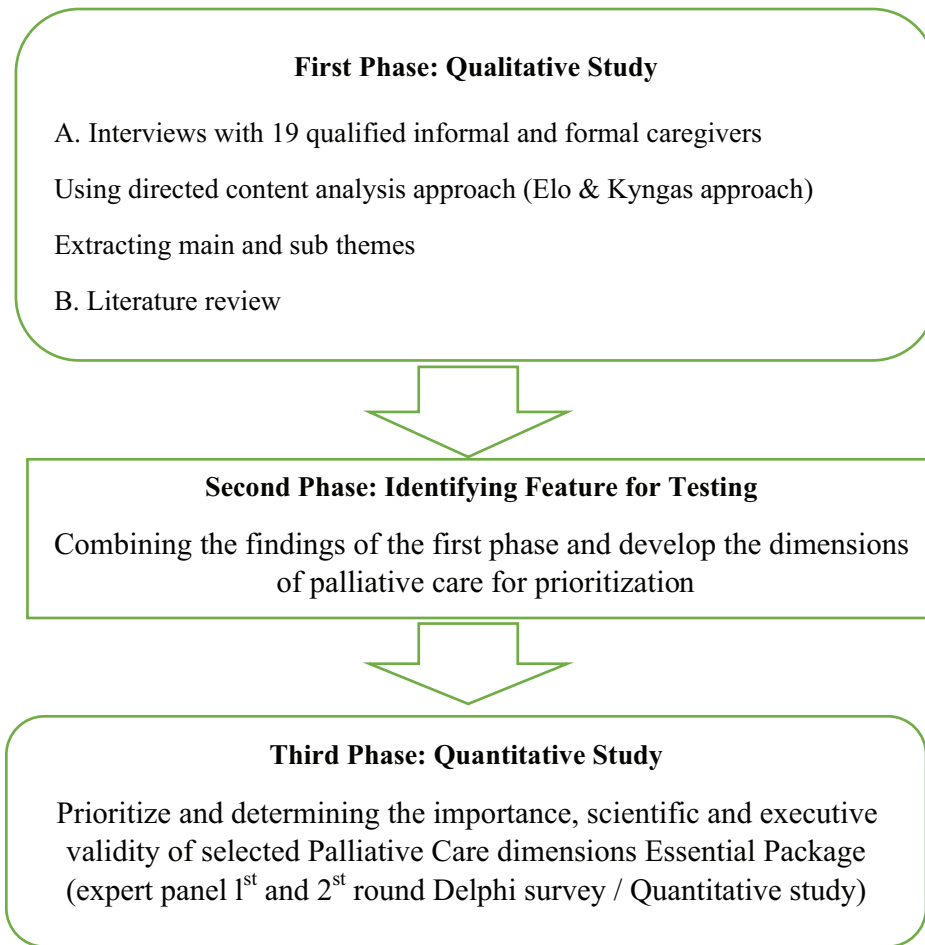 First Phase: Qualitative Study
A. Interviews with 19 qualified informal and formal caregivers
Using directed content analysis approach (Elo & Kyngas approach)
Extracting main and sub themes
B. Literature review
Second Phase: Identifying Feature for Testing
Combining the findings of the first phase and develop the dimensions
of palliative care for prioritization
Third Phase: Quantitative Study
Prioritize and determining the importance, scientific and executive
validity of selected Palliative Care dimensions Essential Package
(expert panel 1st and 2st round Delphi survey / Quantitative study)